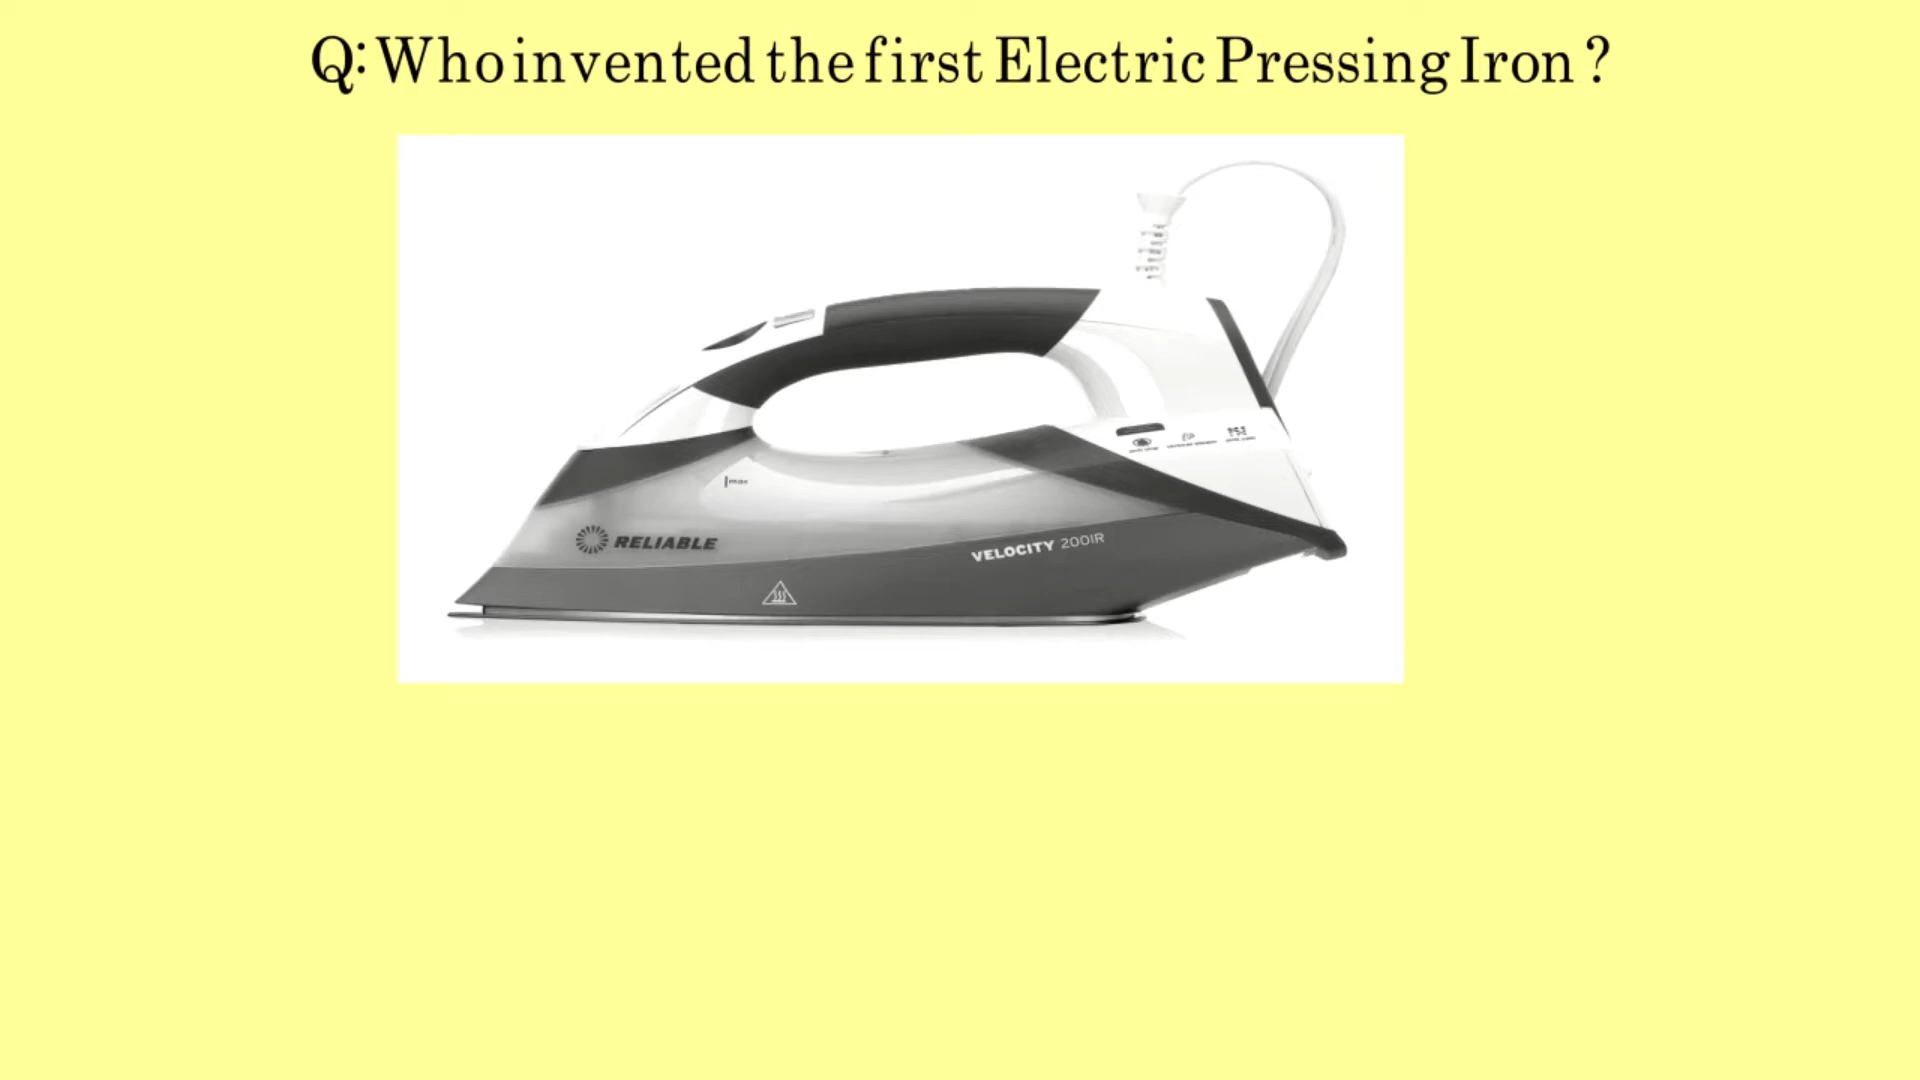 Q: Who invented the first Electric Pressing Iron ?
max
RELIABLE
VELOCITY 200IR